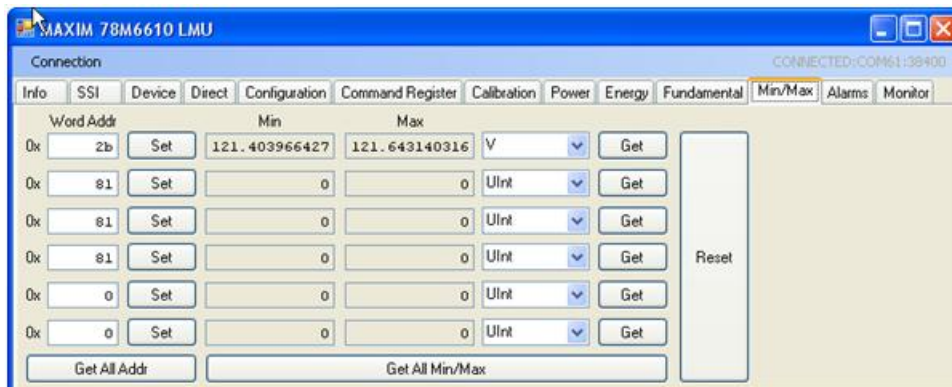 MAXIM 78M6610 LMU
Connection CONNECTED:COM61:38400
Info SSI Device Direct Configuration Command Register Calibration Power Energy Fundamental Min/Max Alarms Monitor
Word Addr Min Max
0x 2b Set 121.403966427 121.643140316 V Get
0x 81 Set 0 0 UInt Get
0x 81 Set 0 0 UInt Get
0x 81 Set 0 0 UInt Get Reset
0x 0 Set 0 0 UInt Get
0x 0 Set 0 0 UInt Get
Get All Addr Get All Min/Max